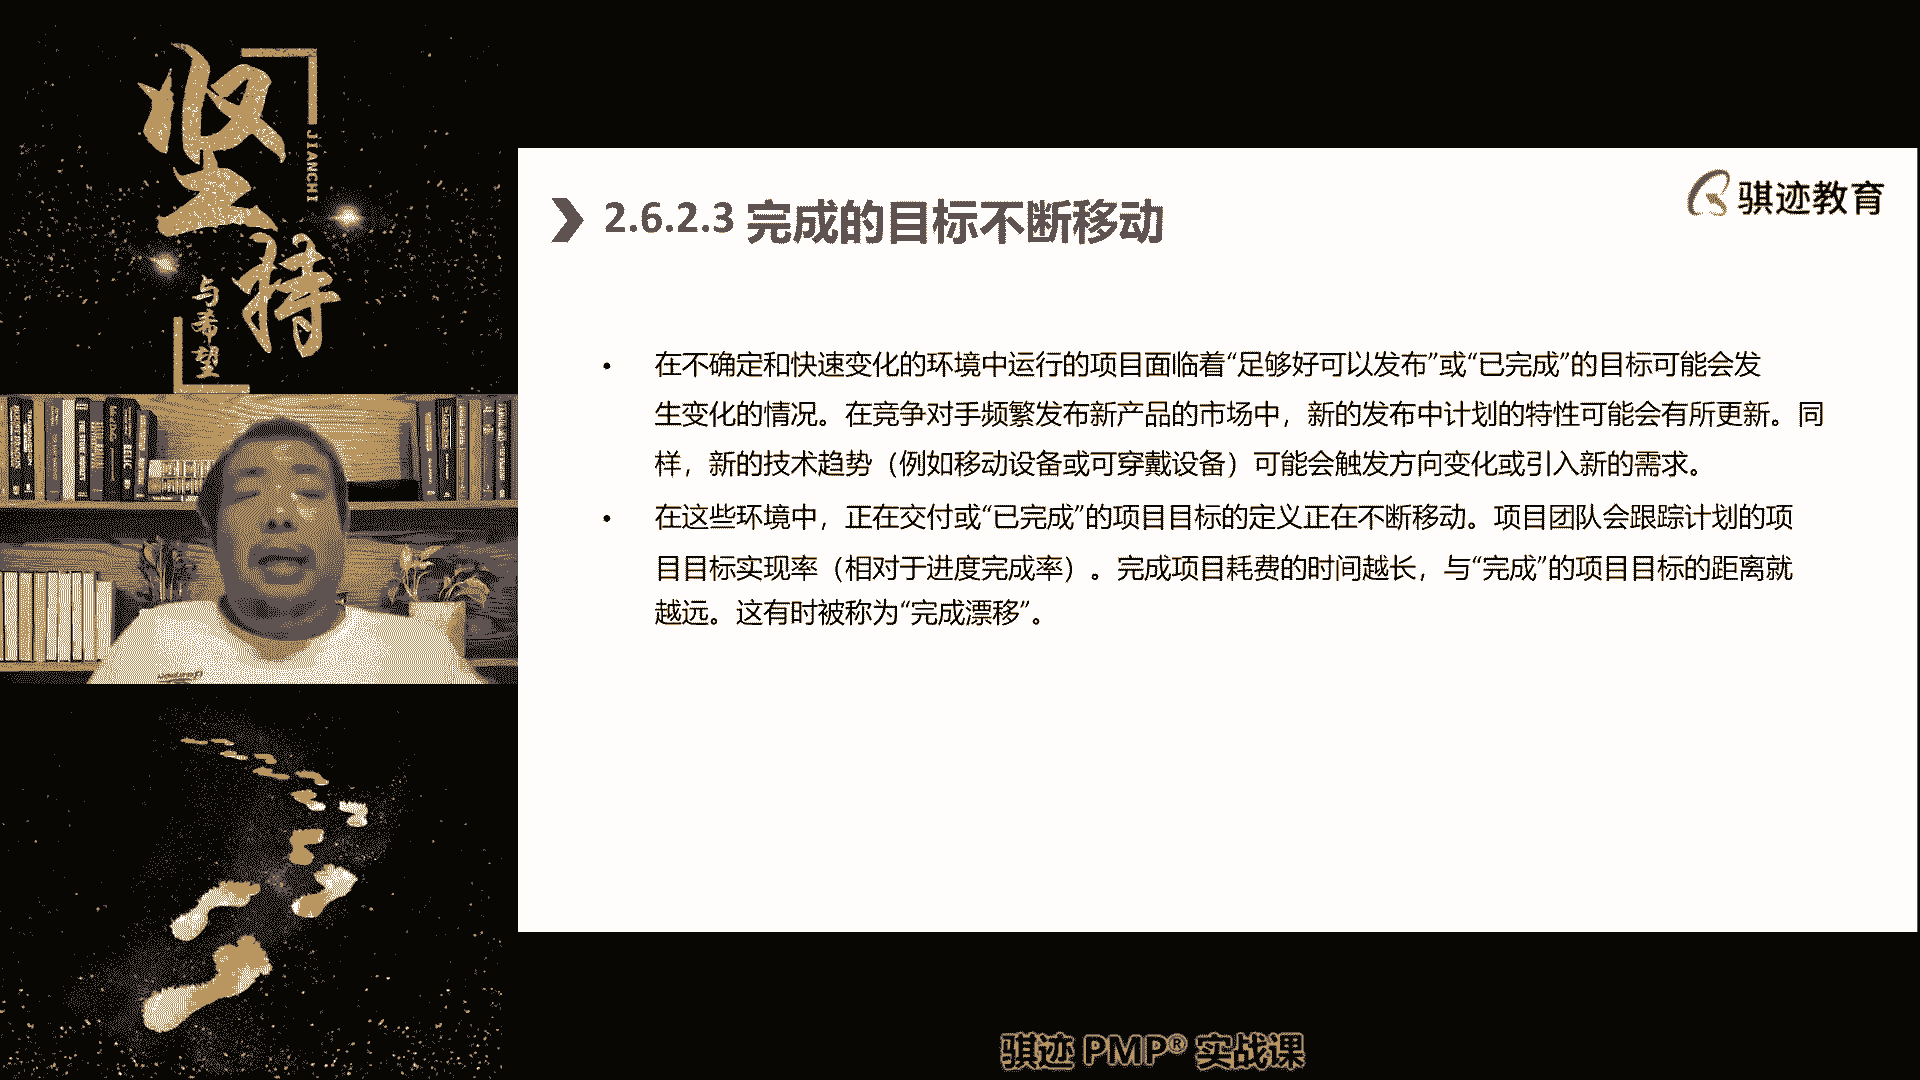 坚持
JIANCHI
与希望
骐迹教育
2.6.2.3 完成的目标不断移动
• 在不确定和快速变化的环境中运行的项目面临着“足够好可以发布”或“已完成”的目标可能会发
生变化的情况。在竞争对手频繁发布新产品的市场中，新的发布中计划的特性可能会有所更新。同
样，新的技术趋势（例如移动设备或可穿戴设备）可能会触发方向变化或引入新的需求。
• 在这些环境中，正在交付或“已完成”的项目目标的定义正在不断移动。项目团队会跟踪计划的项
目目标实现率（相对于进度完成率）。完成项目耗费的时间越长，与“完成”的项目目标的距离就
越远。这有时被称为“完成漂移”。
骐迹 PMP® 实战课